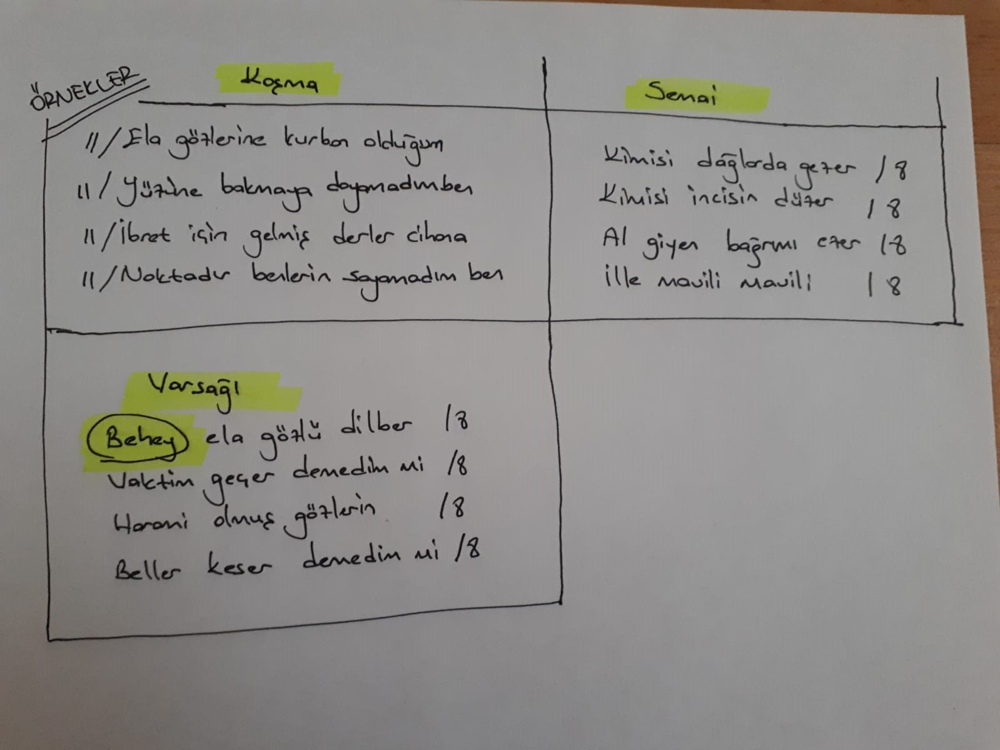 ÖRNEKLER
Koşma
11/Ela gözlerine kurban olduğum
11/Yüzüne bakmaya doyamadım ben
11/İbret için gelmiş derler cihana
11/Noktadır benlerin sayamadım ben
Semai
Kimisi dağlarda gezer /8
Kimisi incisin düzer /8
Al giyen bağrımı ezer /8
İlle mavili mavili /8
Varsağı
Behey ela gözlü dilber /8
Vaktim geçer demedim mi /8
Harami olmuş gözlerin /8
Beller keser demedim mi /8